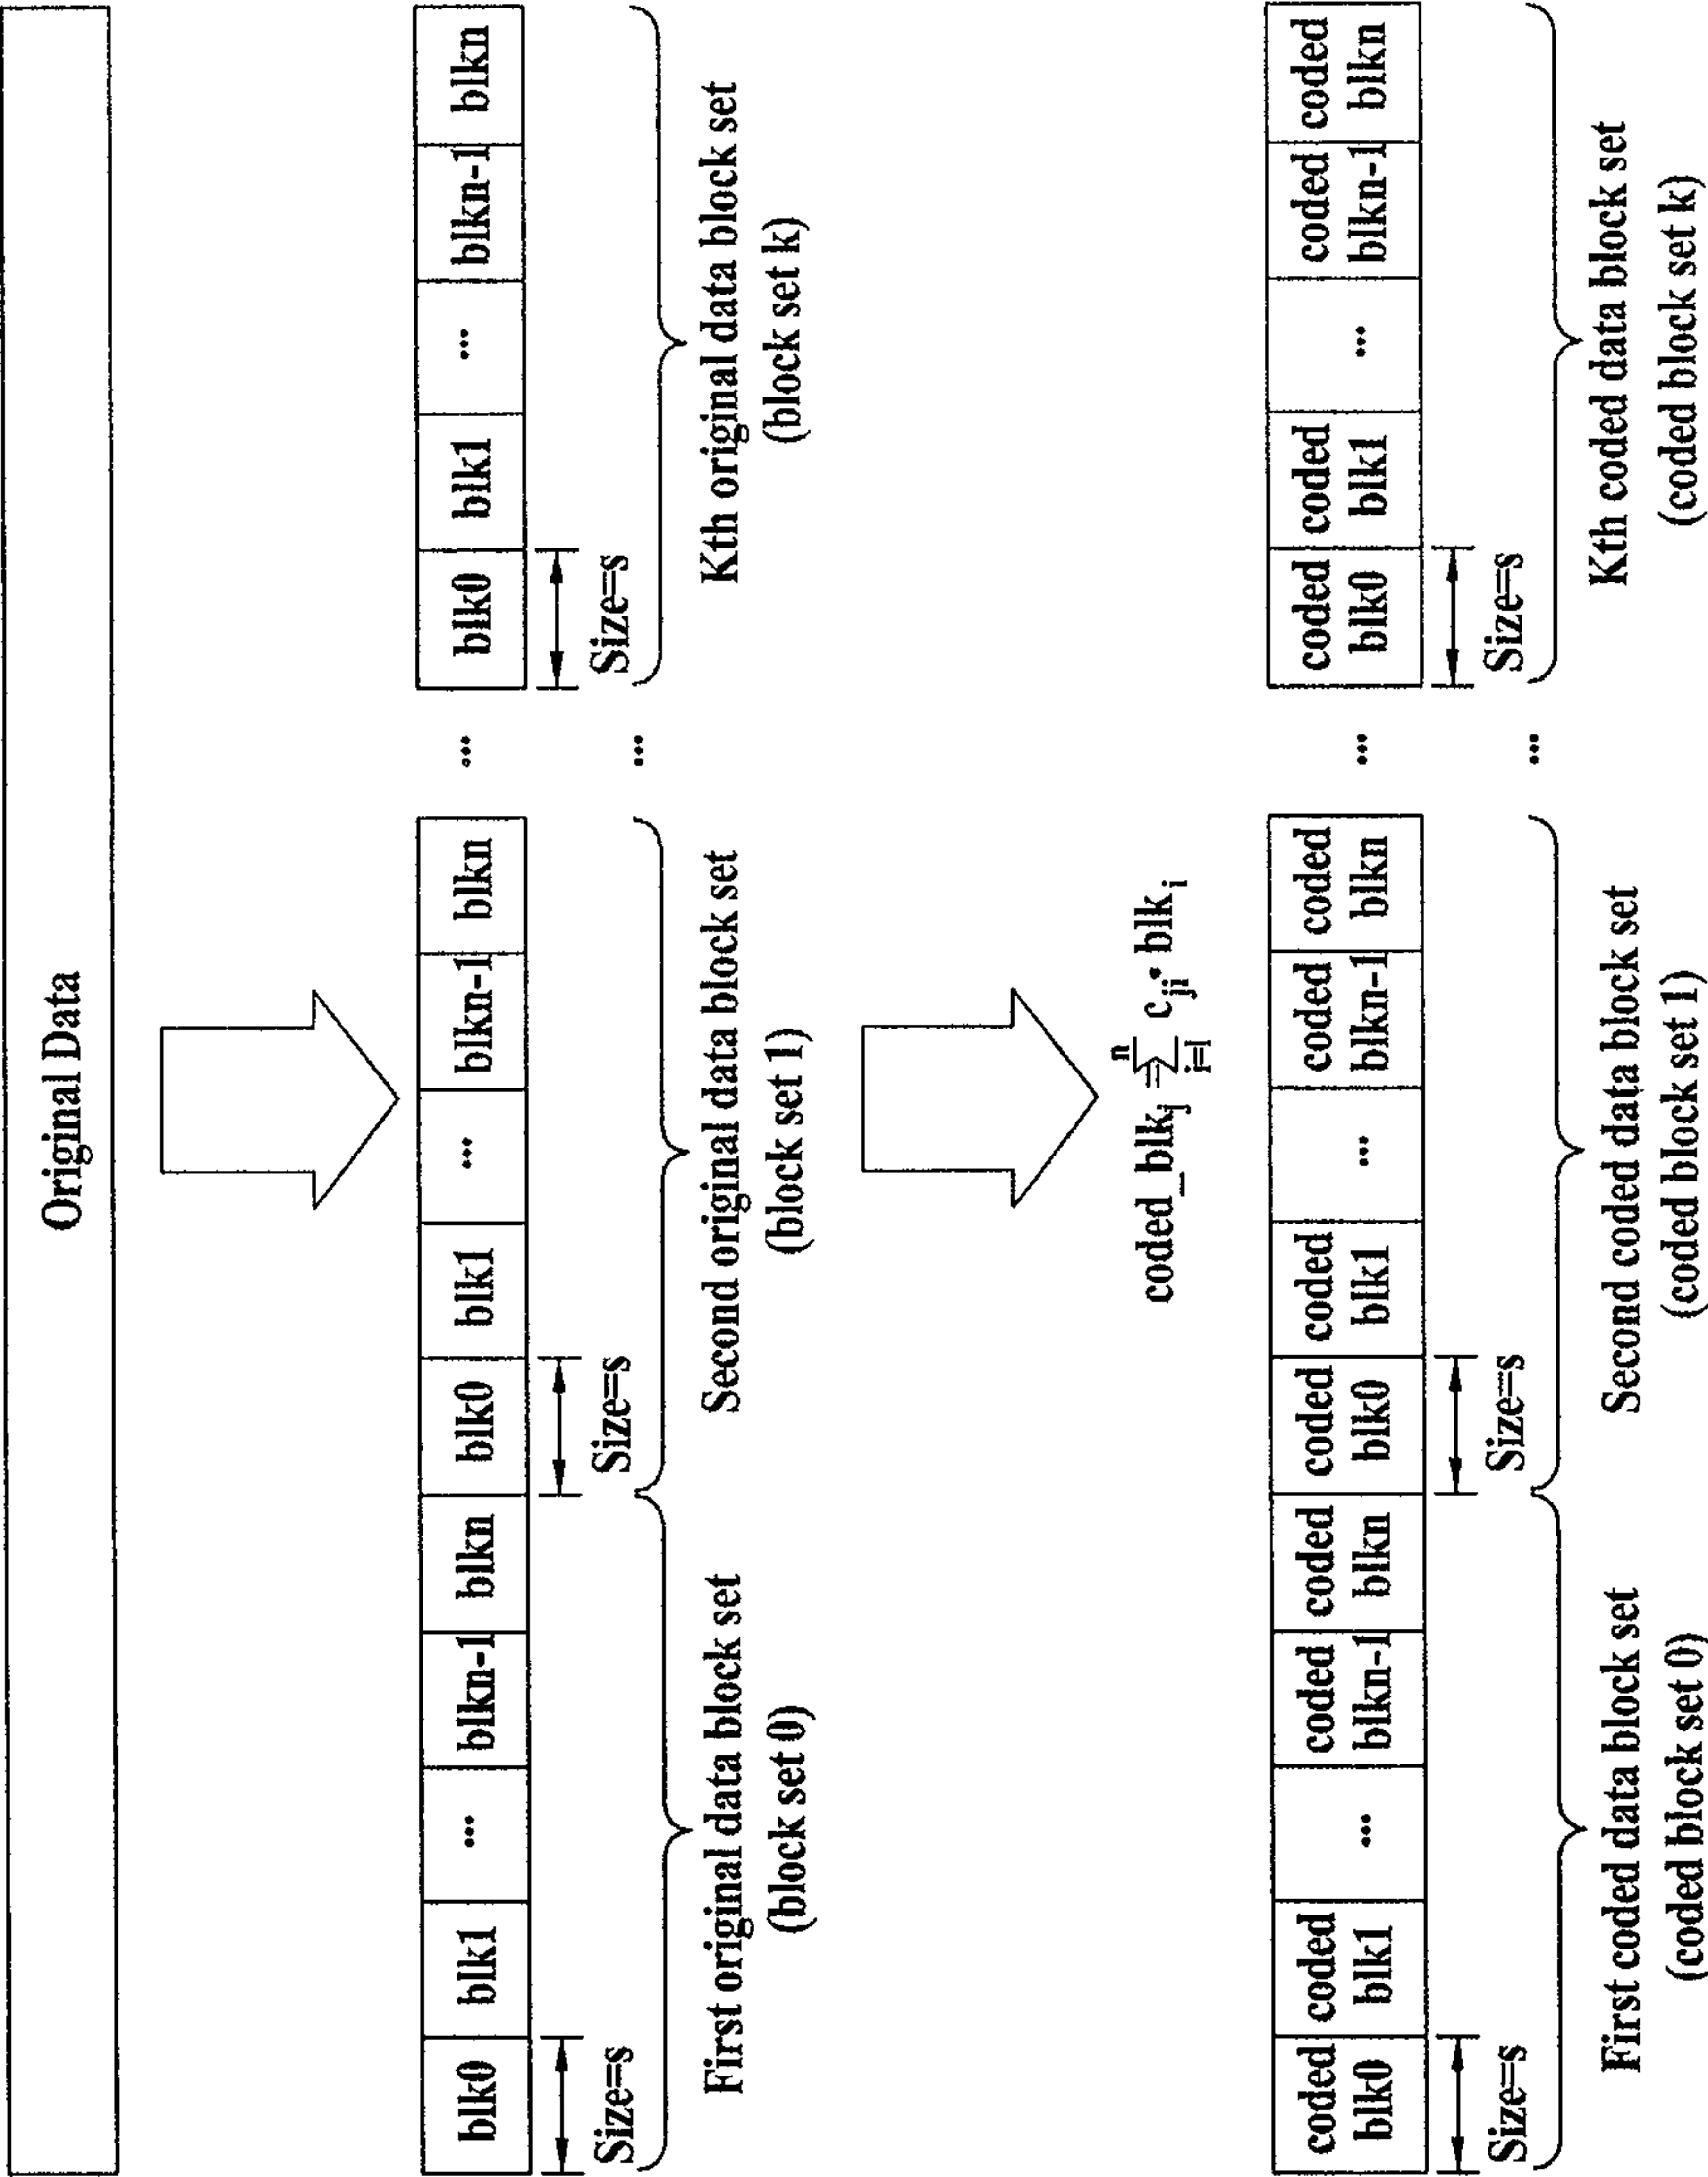 Original Data
blk0 blk1 ... blkn-1 blkn blk0 blk1 ... blkn-1 blkn ... blk0 blk1 ... blkn-1 blkn
Size=s Size=s ... Size=s
First original data block set
(block set 0)
Second original data block set
(block set 1)
Kth original data block set
(block set k)
coded_blk_j = ∑_{i=1}^{n} c_{ji} • blk_i
coded blk0 coded blk1 ... coded blkn-1 coded blkn coded blk0 coded blk1 ... coded blkn-1 coded blkn ... coded blk0 coded blk1 ... coded blkn-1 coded blkn
Size=s Size=s ... Size=s
First coded data block set
(coded block set 0)
Second coded data block set
(coded block set 1)
Kth coded data block set
(coded block set k)